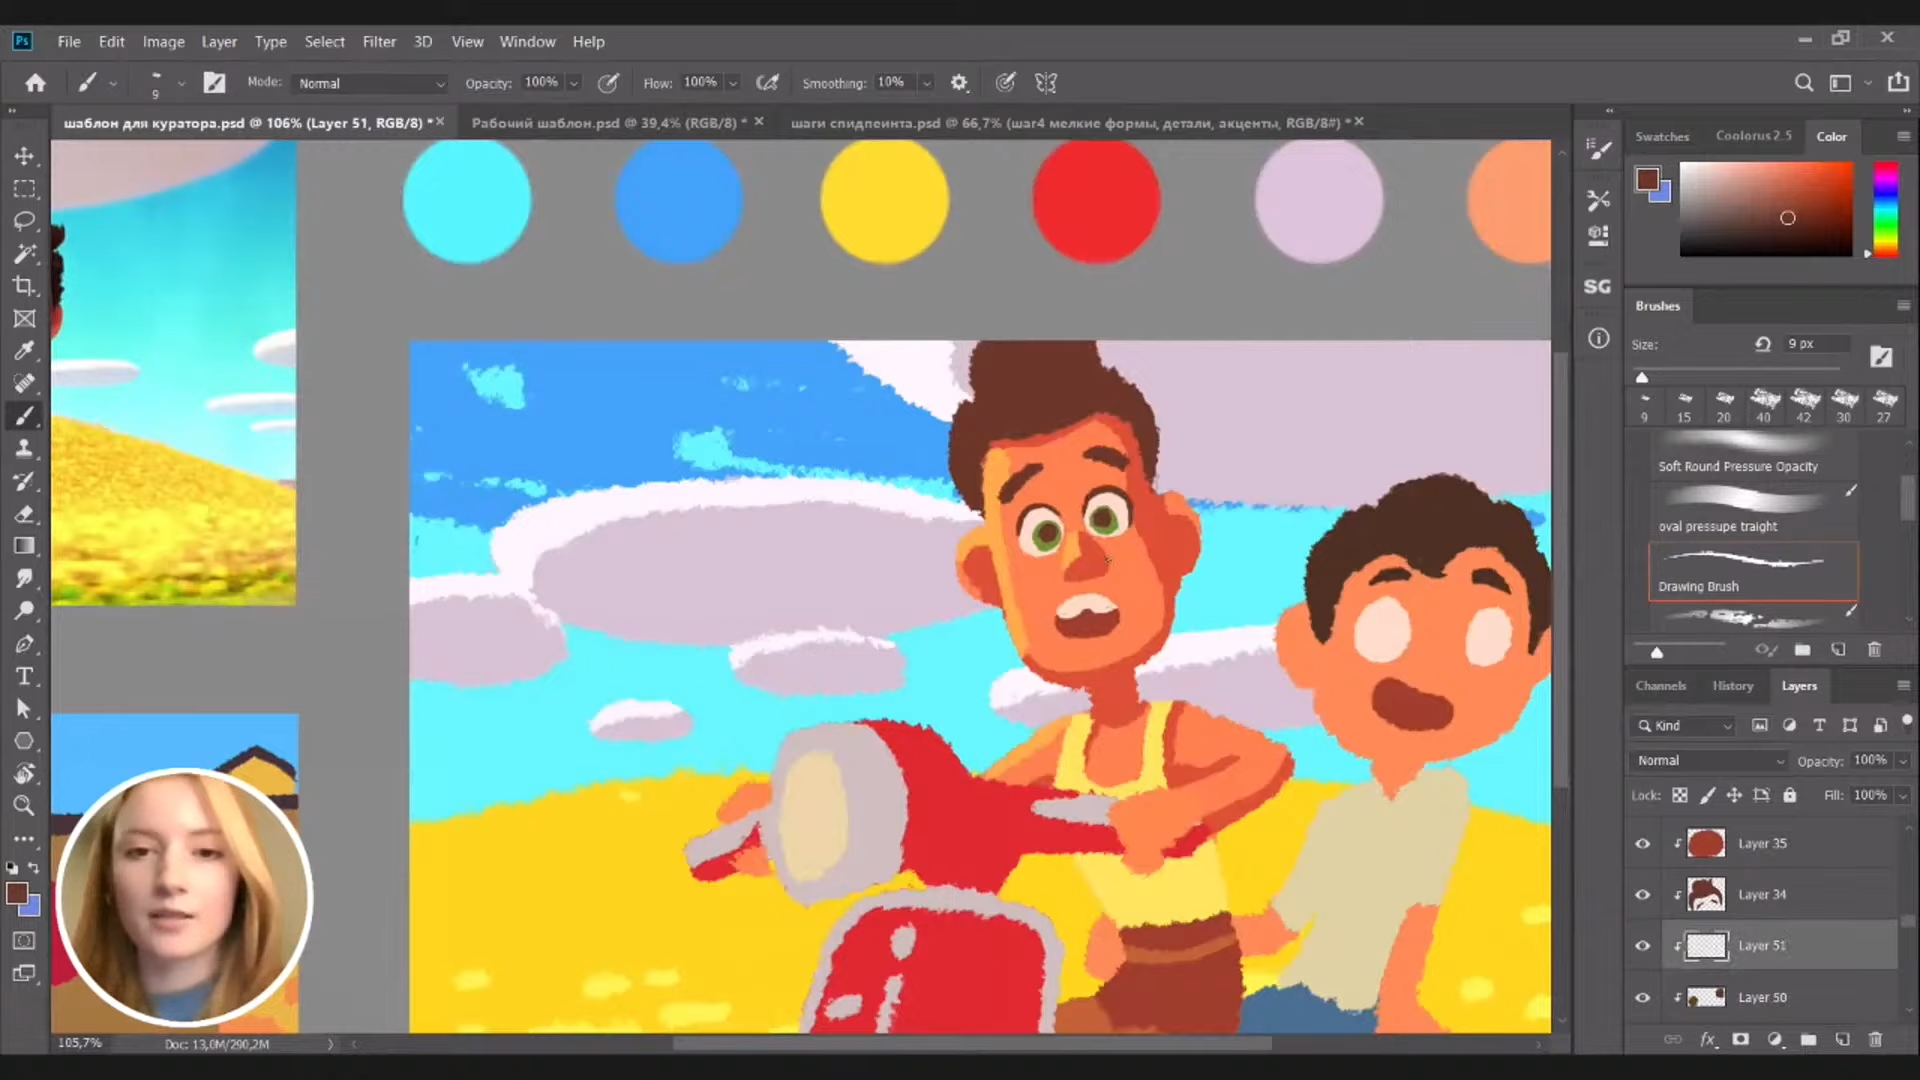 Ps File Edit Image Layer Type Select Filter 3D View Window Help
9 Mode: Normal Opacity: 100% Flow: 100% Smoothing: 10%
шаблон для куратора.psd @ 106% (Layer 51, RGB/8) * Рабочий шаблон.psd @ 39,4% (RGB/8) * шаги спидпеинта.psd @ 66,7% (шаг4 мелкие формы, детали, акценты, RGB/8#) *
Swatches Coolorus 2.5 Color
SG
Brushes
Size: 9 px
9 15 20 40 42 30 27
Soft Round Pressure Opacity
oval pressupe traight
Drawing Brush
Channels History Layers
Kind
Normal Opacity: 100%
Lock: Fill: 100%
Layer 35
Layer 34
Layer 51
Layer 50
105,7% Doc: 13,0M/290,2M